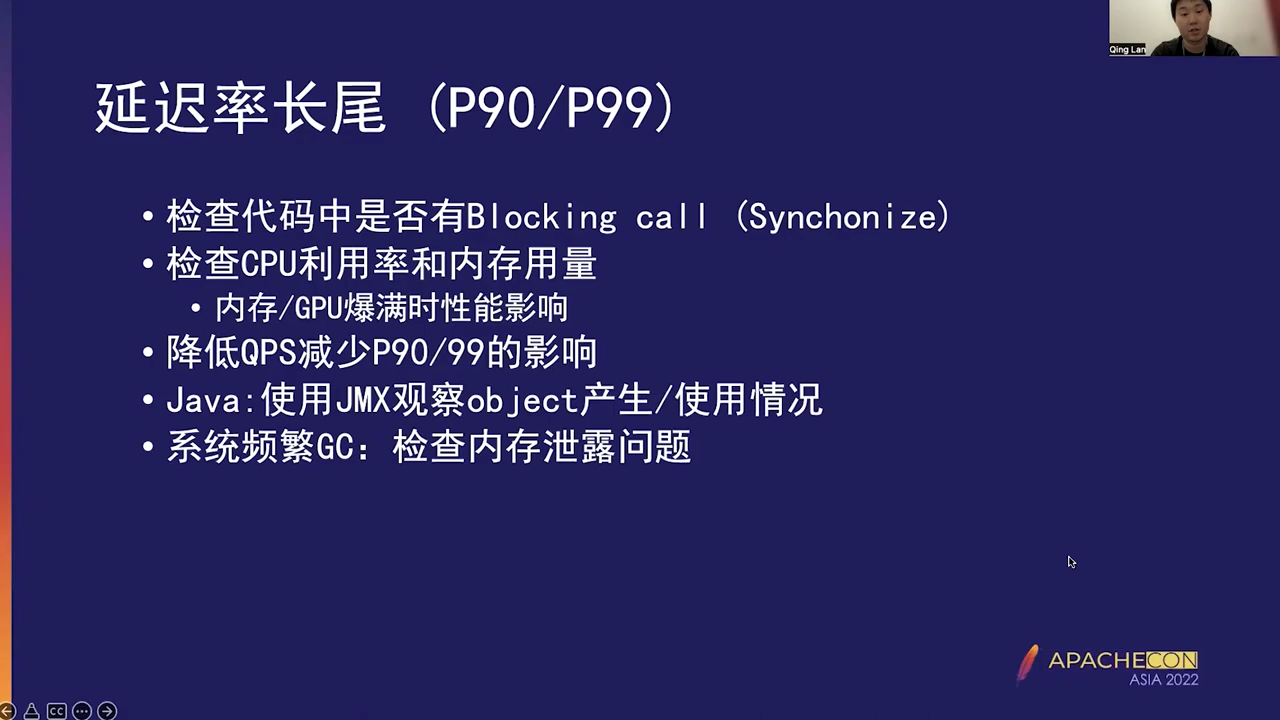 Qing Lan
延迟率长尾 (P90/P99)
• 检查代码中是否有Blocking call (Synchonize)
• 检查CPU利用率和内存用量
• 内存/GPU爆满时性能影响
• 降低QPS减少P90/99的影响
• Java:使用JMX观察object产生/使用情况
• 系统频繁GC：检查内存泄露问题
APACHECON
ASIA 2022
CC